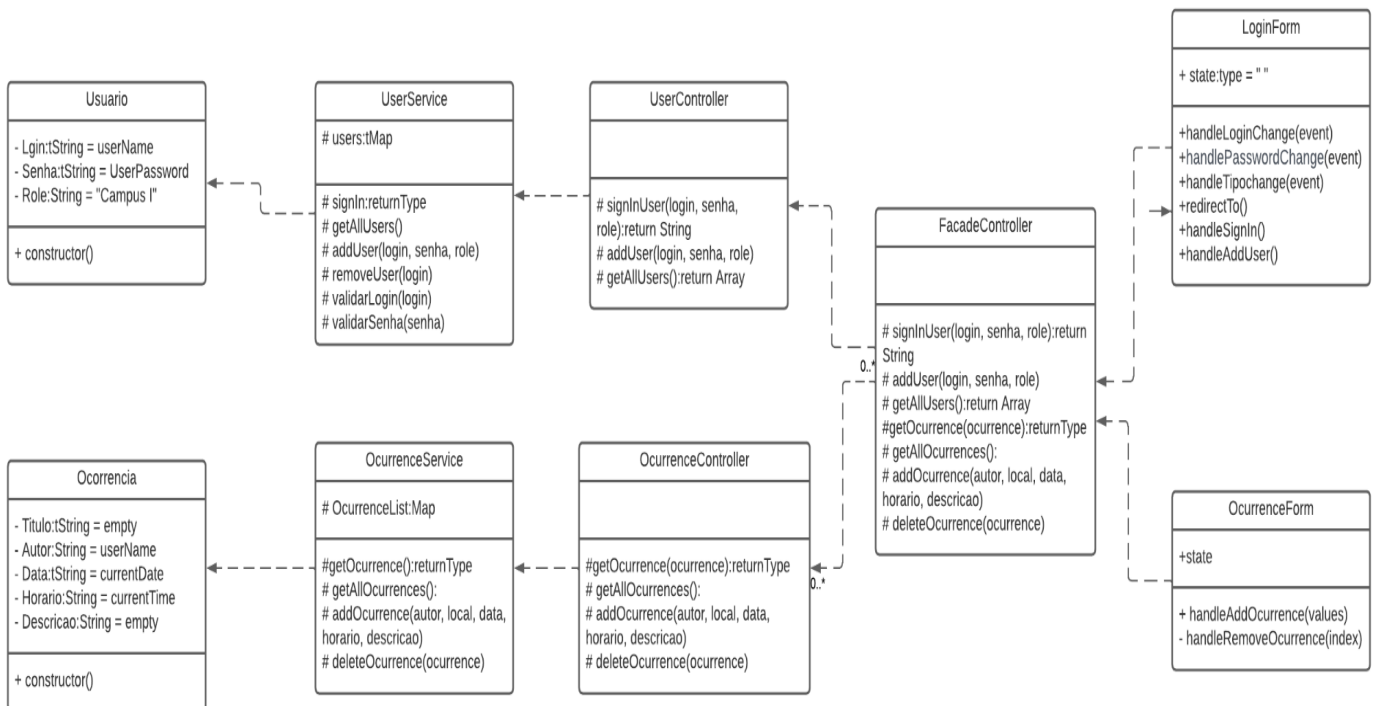 Usuario
- Lgin:tString = userName
- Senha:tString = UserPassword
- Role:String = "Campus I"
+ constructor()
UserService
# users:tMap
# signIn:returnType
# getAllUsers()
# addUser(login, senha, role)
# removeUser(login)
# validarLogin(login)
# validarSenha(senha)
UserController
# signInUser(login, senha,
role):return String
# addUser(login, senha, role)
# getAllUsers():return Array
FacadeController
# signInUser(login, senha, role):return
String
# addUser(login, senha, role)
# getAllUsers():return Array
#getOcurrence(ocurrence):returnType
# getAllOcurrences():
# addOcurrence(autor, local, data,
horario, descricao)
# deleteOcurrence(ocurrence)
0..*
LoginForm
+ state:type = " "
+handleLoginChange(event)
+handlePasswordChange(event)
+handleTipochange(event)
+redirectTo()
+handleSignIn()
+handleAddUser()
Ocorrencia
- Titulo:tString = empty
- Autor:String = userName
- Data:tString = currentDate
- Horario:String = currentTime
- Descricao:String = empty
+ constructor()
OcurrenceService
# OcurrenceList:Map
#getOcurrence():returnType
# getAllOcurrences():
# addOcurrence(autor, local, data,
horario, descricao)
# deleteOcurrence(ocurrence)
OcurrenceController
#getOcurrence(ocurrence):returnType
# getAllOcurrences():
# addOcurrence(autor, local, data,
horario, descricao)
# deleteOcurrence(ocurrence)
0..*
OcurrenceForm
+state
+ handleAddOcurrence(values)
- handleRemoveOcurrence(index)